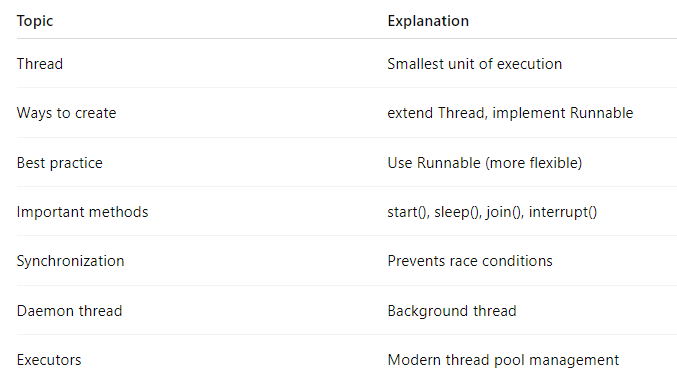 Topic Explanation
Thread Smallest unit of execution
Ways to create extend Thread, implement Runnable
Best practice Use Runnable (more flexible)
Important methods start(), sleep(), join(), interrupt()
Synchronization Prevents race conditions
Daemon thread Background thread
Executors Modern thread pool management